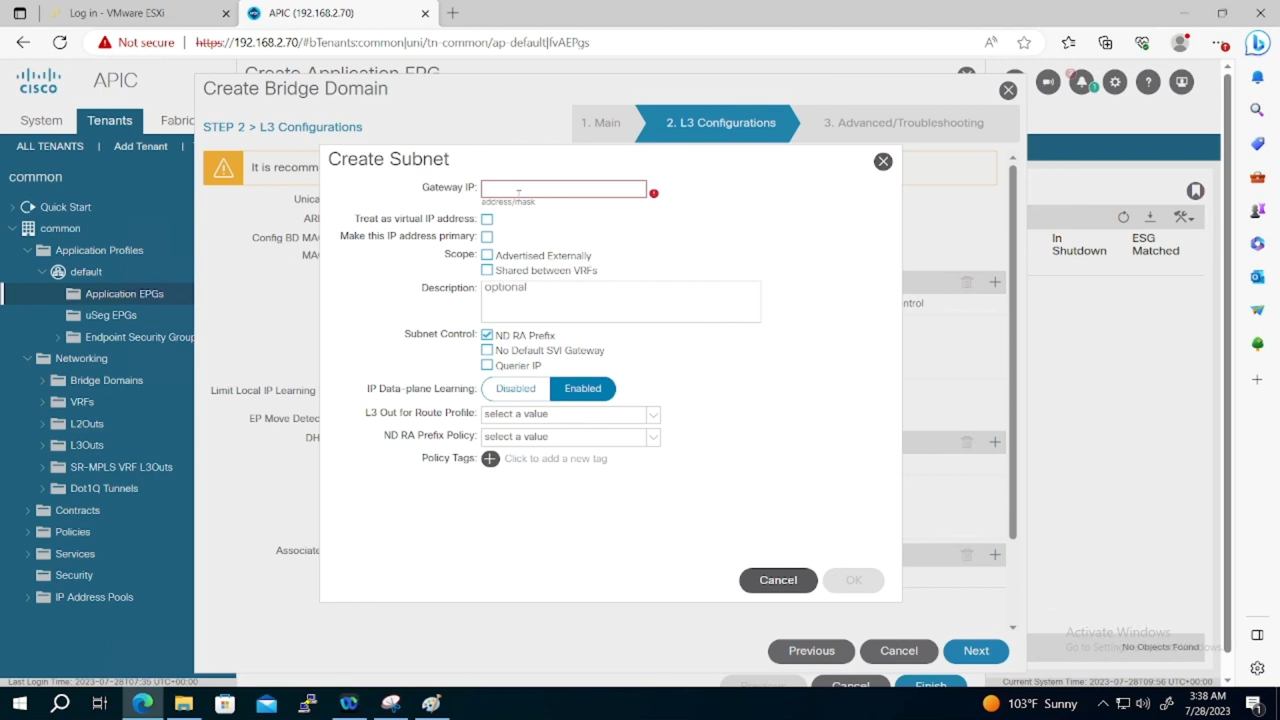 Log in - VMware ESXi
APIC (192.168.2.70)
Not secure
https://192.168.2.70/#bTenants:common|uni/tn-common/ap-default|fvAEPgs
CISCO
APIC
Create Application EPG
System
Tenants
Fabric
ALL TENANTS | Add Tenant |
common
Quick Start
common
Application Profiles
default
Application EPGs
uSeg EPGs
Endpoint Security Group
Networking
Bridge Domains
VRFs
L2Outs
L3Outs
SR-MPLS VRF L3Outs
Dot1Q Tunnels
Contracts
Policies
Services
Security
IP Address Pools
Last Login Time: 2023-07-28T07:35 UTC+00:00
Create Bridge Domain
STEP 2 > L3 Configurations
1. Main
2. L3 Configurations
3. Advanced/Troubleshooting
It is recomm
Unica
ARP
Config BD MAC
MAC
Limit Local IP Learning
EP Move Detec
DH
Associate
ntrol
Create Subnet
Gateway IP:
address/mask
Treat as virtual IP address:
Make this IP address primary:
Scope:
Advertised Externally
Shared between VRFs
Description:
optional
Subnet Control:
ND RA Prefix
No Default SVI Gateway
Querier IP
IP Data-plane Learning:
Disabled
Enabled
L3 Out for Route Profile:
select a value
ND RA Prefix Policy:
select a value
Policy Tags:
Click to add a new tag
Cancel
OK
Previous
Cancel
Next
Previous
Cancel
Finish
In
Shutdown
ESG
Matched
1
Activate Windows
Go to Settings
No Objects Found
Current System Time: 2023-07-28T09:56 UTC+00:00
103°F Sunny
3:38 AM
7/28/2023
1